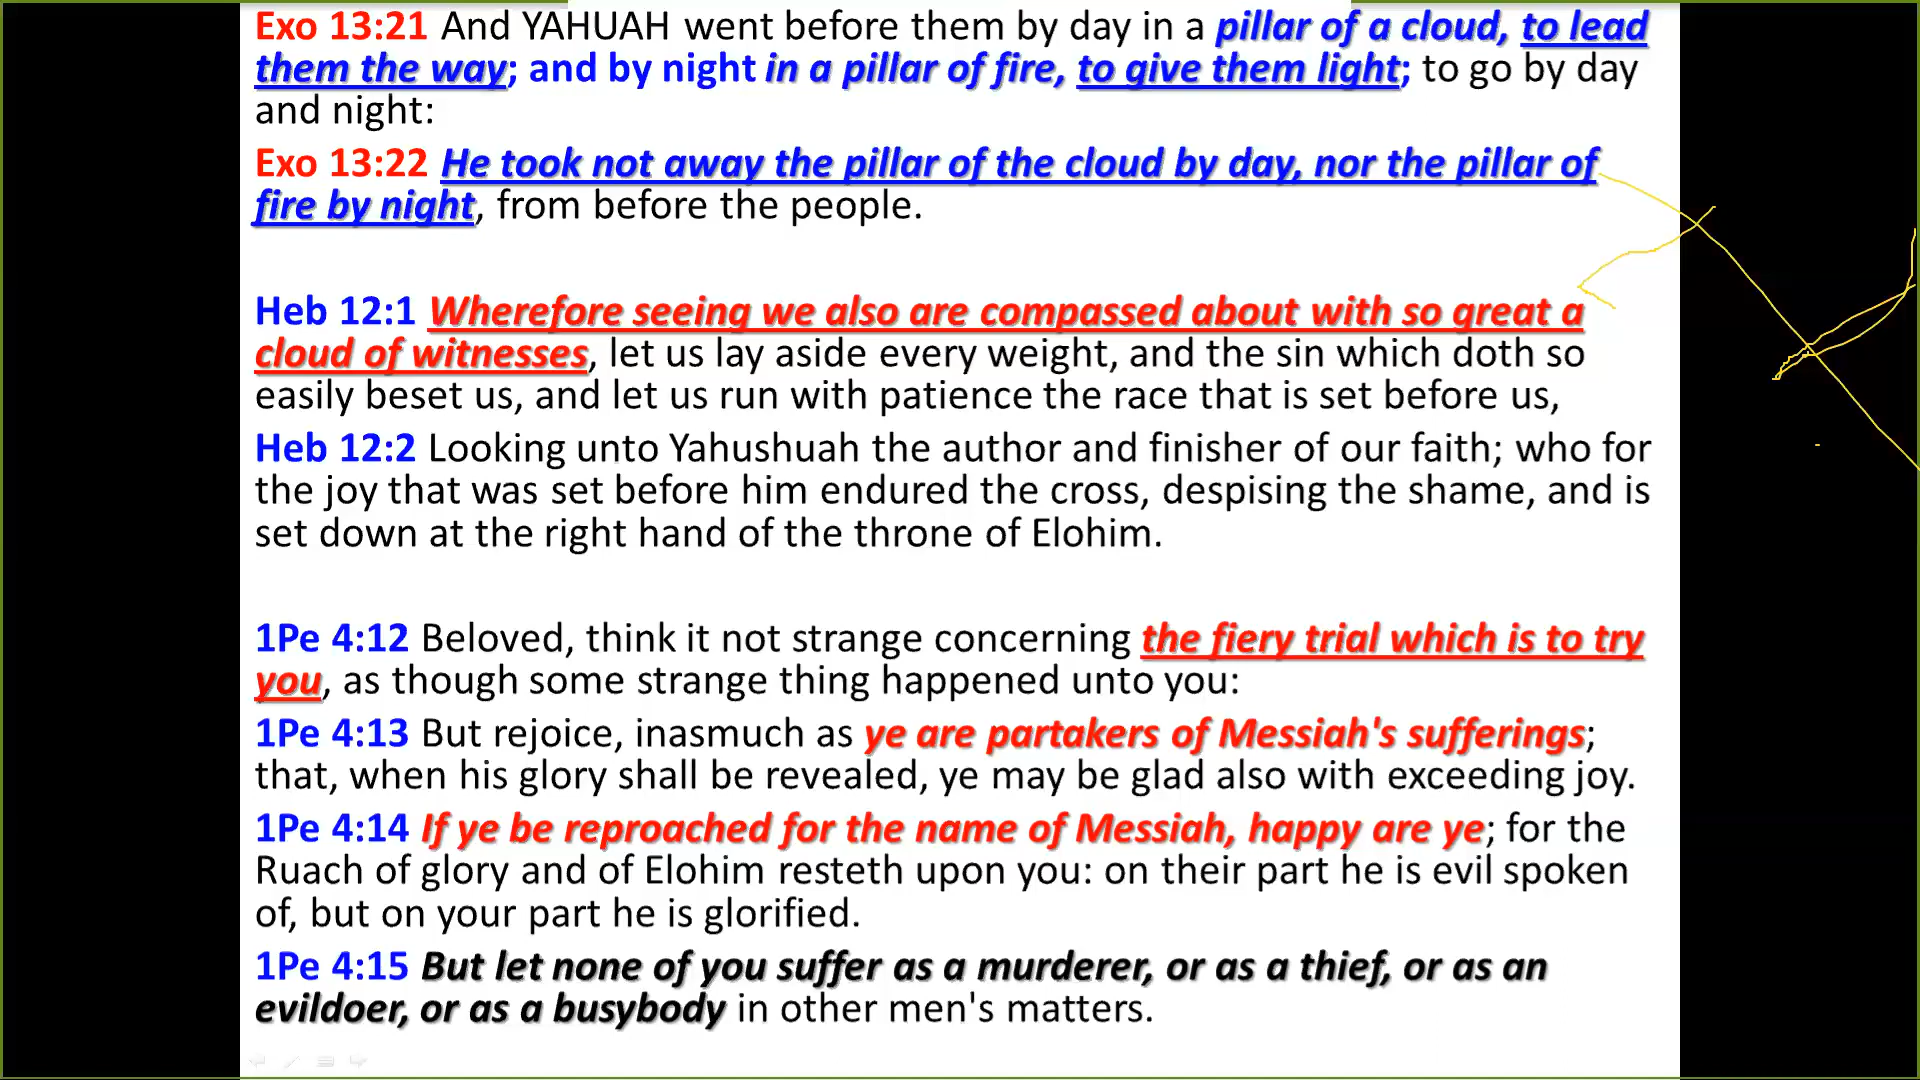 Exo 13:21 And YAHUAH went before them by day in a pillar of a cloud, to lead
them the way; and by night in a pillar of fire, to give them light; to go by day
and night:
Exo 13:22 He took not away the pillar of the cloud by day, nor the pillar of
fire by night, from before the people.
Heb 12:1 Wherefore seeing we also are compassed about with so great a
cloud of witnesses, let us lay aside every weight, and the sin which doth so
easily beset us, and let us run with patience the race that is set before us,
Heb 12:2 Looking unto Yahushuah the author and finisher of our faith; who for
the joy that was set before him endured the cross, despising the shame, and is
set down at the right hand of the throne of Elohim.
1Pe 4:12 Beloved, think it not strange concerning the fiery trial which is to try
you, as though some strange thing happened unto you:
1Pe 4:13 But rejoice, inasmuch as ye are partakers of Messiah's sufferings;
that, when his glory shall be revealed, ye may be glad also with exceeding joy.
1Pe 4:14 If ye be reproached for the name of Messiah, happy are ye; for the
Ruach of glory and of Elohim resteth upon you: on their part he is evil spoken
of, but on your part he is glorified.
1Pe 4:15 But let none of you suffer as a murderer, or as a thief, or as an
evildoer, or as a busybody in other men's matters.